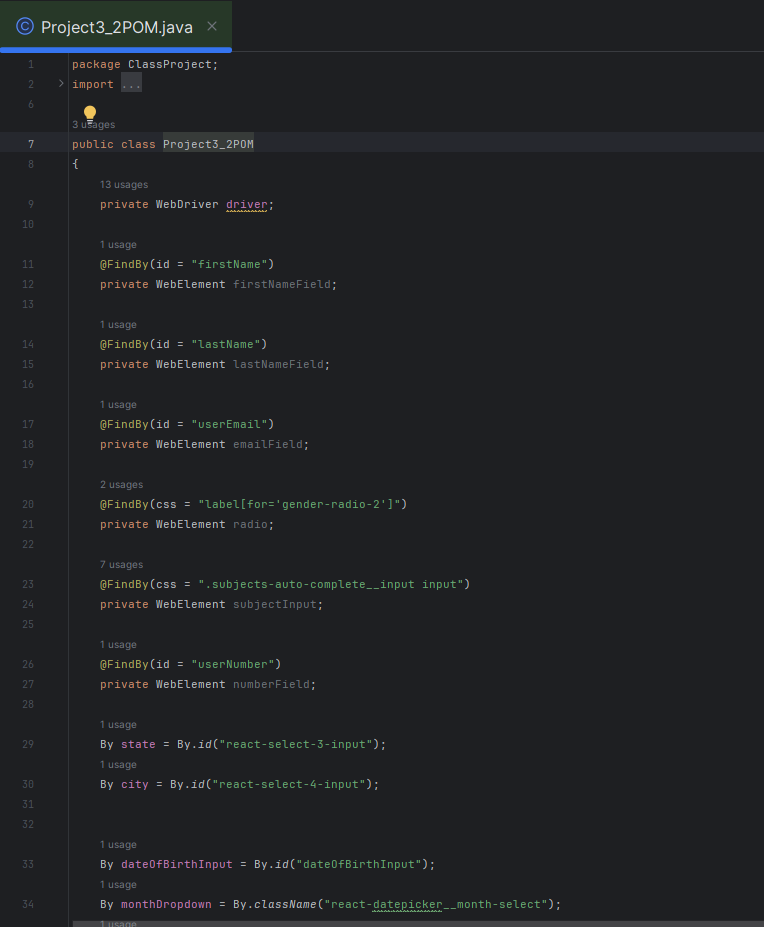 Project3_2POM.java
1 package ClassProject;
2 import ...
6
3 usages
7 public class Project3_2POM
8 {
13 usages
9 private WebDriver driver;
10
1 usage
11 @FindBy(id = "firstName")
12 private WebElement firstNameField;
13
1 usage
14 @FindBy(id = "lastName")
15 private WebElement lastNameField;
16
1 usage
17 @FindBy(id = "userEmail")
18 private WebElement emailField;
19
2 usages
20 @FindBy(css = "label[for='gender-radio-2']")
21 private WebElement radio;
22
7 usages
23 @FindBy(css = ".subjects-auto-complete__input input")
24 private WebElement subjectInput;
25
1 usage
26 @FindBy(id = "userNumber")
27 private WebElement numberField;
28
1 usage
29 By state = By.id("react-select-3-input");
1 usage
30 By city = By.id("react-select-4-input");
31
32
1 usage
33 By dateOfBirthInput = By.id("dateOfBirthInput");
1 usage
34 By monthDropdown = By.className("react-datepicker__month-select");
1 usage